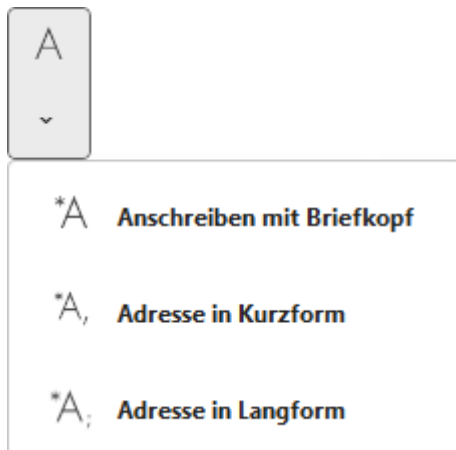 A
*A Anschreiben mit Briefkopf
*A, Adresse in Kurzform
*A; Adresse in Langform